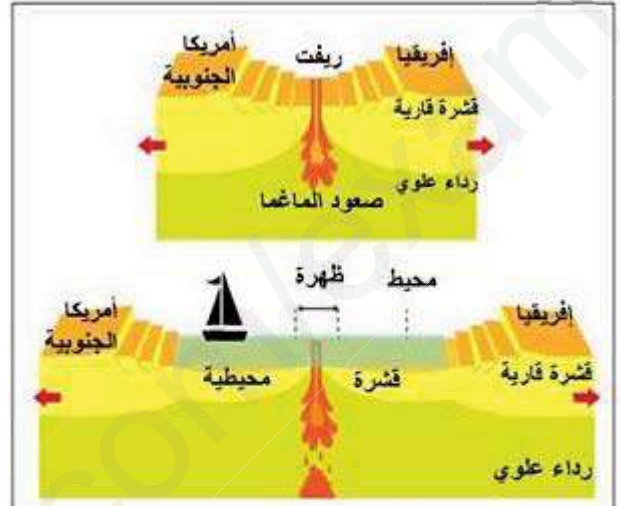 إفريقيا ريفت أمريكا الجنوبية
قشرة قارية
رداء علوي
صعود الماغما
محيط ظهرة
إفريقيا أمريكا الجنوبية
قشرة قارية قشرة محيطية
رداء علوي